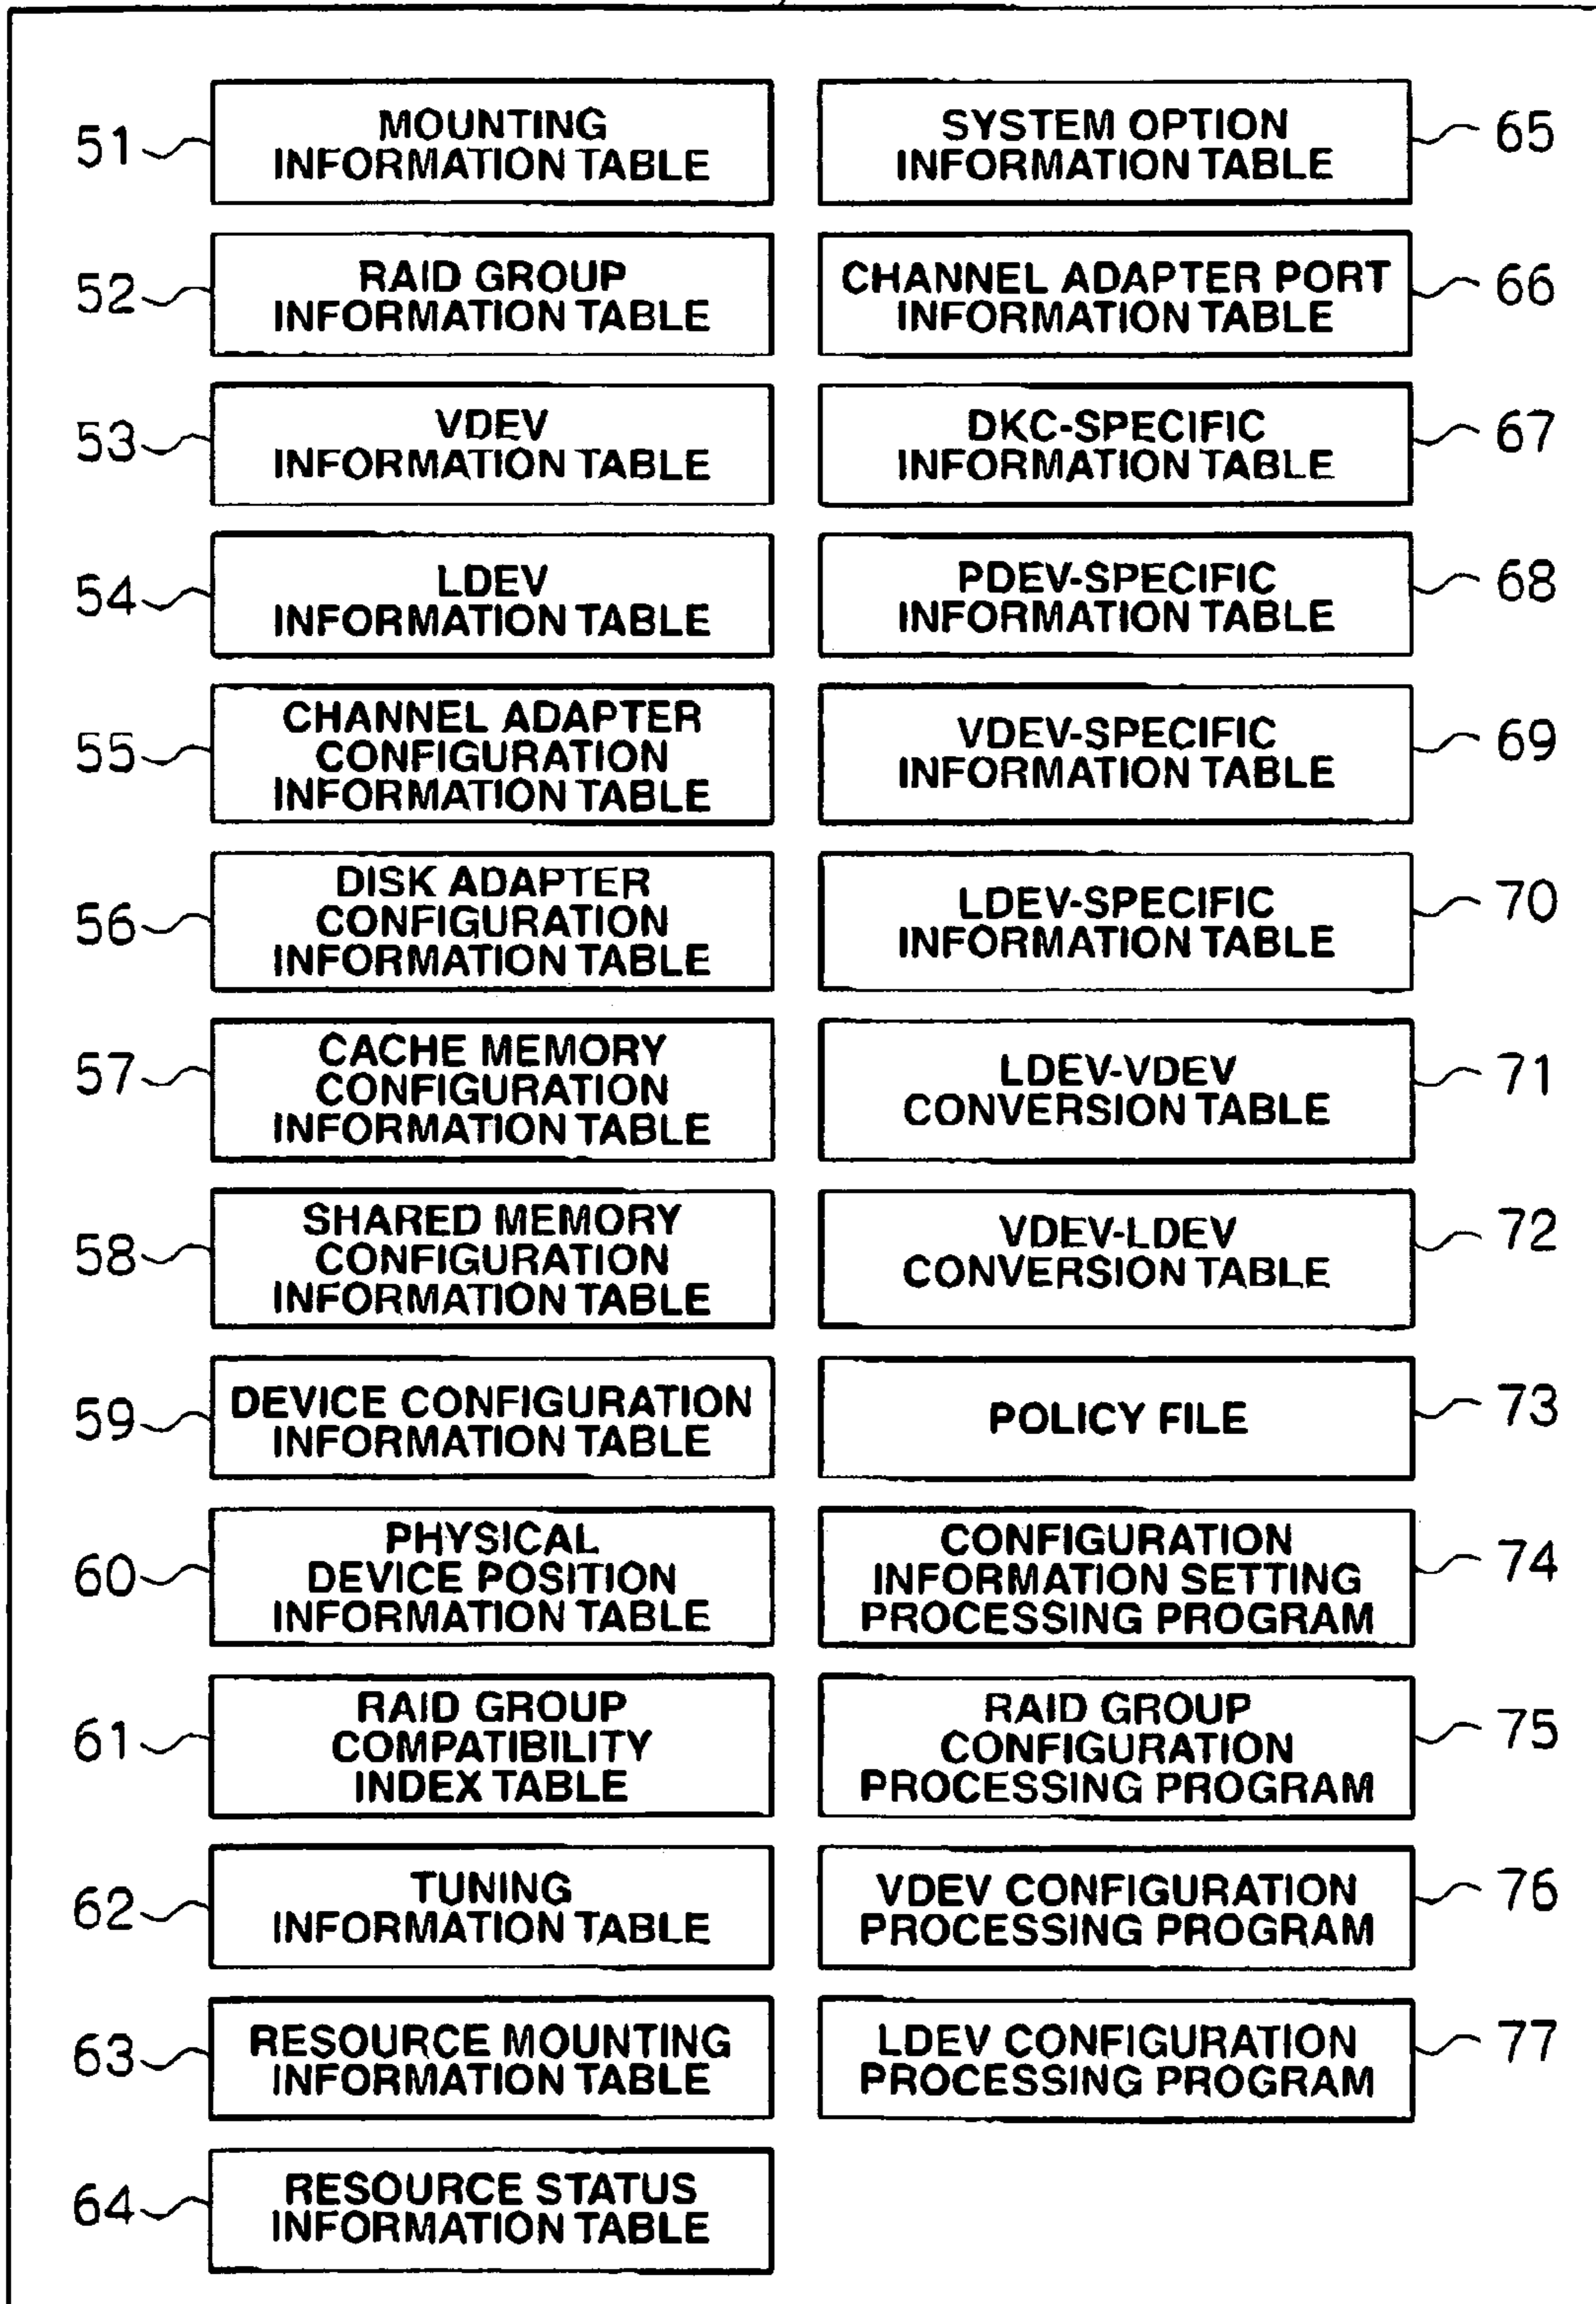 51
MOUNTING
INFORMATION TABLE
52
RAID GROUP
INFORMATION TABLE
53
VDEV
INFORMATION TABLE
54
LDEV
INFORMATION TABLE
55
CHANNEL ADAPTER
CONFIGURATION
INFORMATION TABLE
56
DISK ADAPTER
CONFIGURATION
INFORMATION TABLE
57
CACHE MEMORY
CONFIGURATION
INFORMATION TABLE
58
SHARED MEMORY
CONFIGURATION
INFORMATION TABLE
59
DEVICE CONFIGURATION
INFORMATION TABLE
60
PHYSICAL
DEVICE POSITION
INFORMATION TABLE
61
RAID GROUP
COMPATIBILITY
INDEX TABLE
62
TUNING
INFORMATION TABLE
63
RESOURCE MOUNTING
INFORMATION TABLE
64
RESOURCE STATUS
INFORMATION TABLE
SYSTEM OPTION
INFORMATION TABLE
65
CHANNEL ADAPTER PORT
INFORMATION TABLE
66
DKC-SPECIFIC
INFORMATION TABLE
67
PDEV-SPECIFIC
INFORMATION TABLE
68
VDEV-SPECIFIC
INFORMATION TABLE
69
LDEV-SPECIFIC
INFORMATION TABLE
70
LDEV-VDEV
CONVERSION TABLE
71
VDEV-LDEV
CONVERSION TABLE
72
POLICY FILE
73
CONFIGURATION
INFORMATION SETTING
PROCESSING PROGRAM
74
RAID GROUP
CONFIGURATION
PROCESSING PROGRAM
75
VDEV CONFIGURATION
PROCESSING PROGRAM
76
LDEV CONFIGURATION
PROCESSING PROGRAM
77